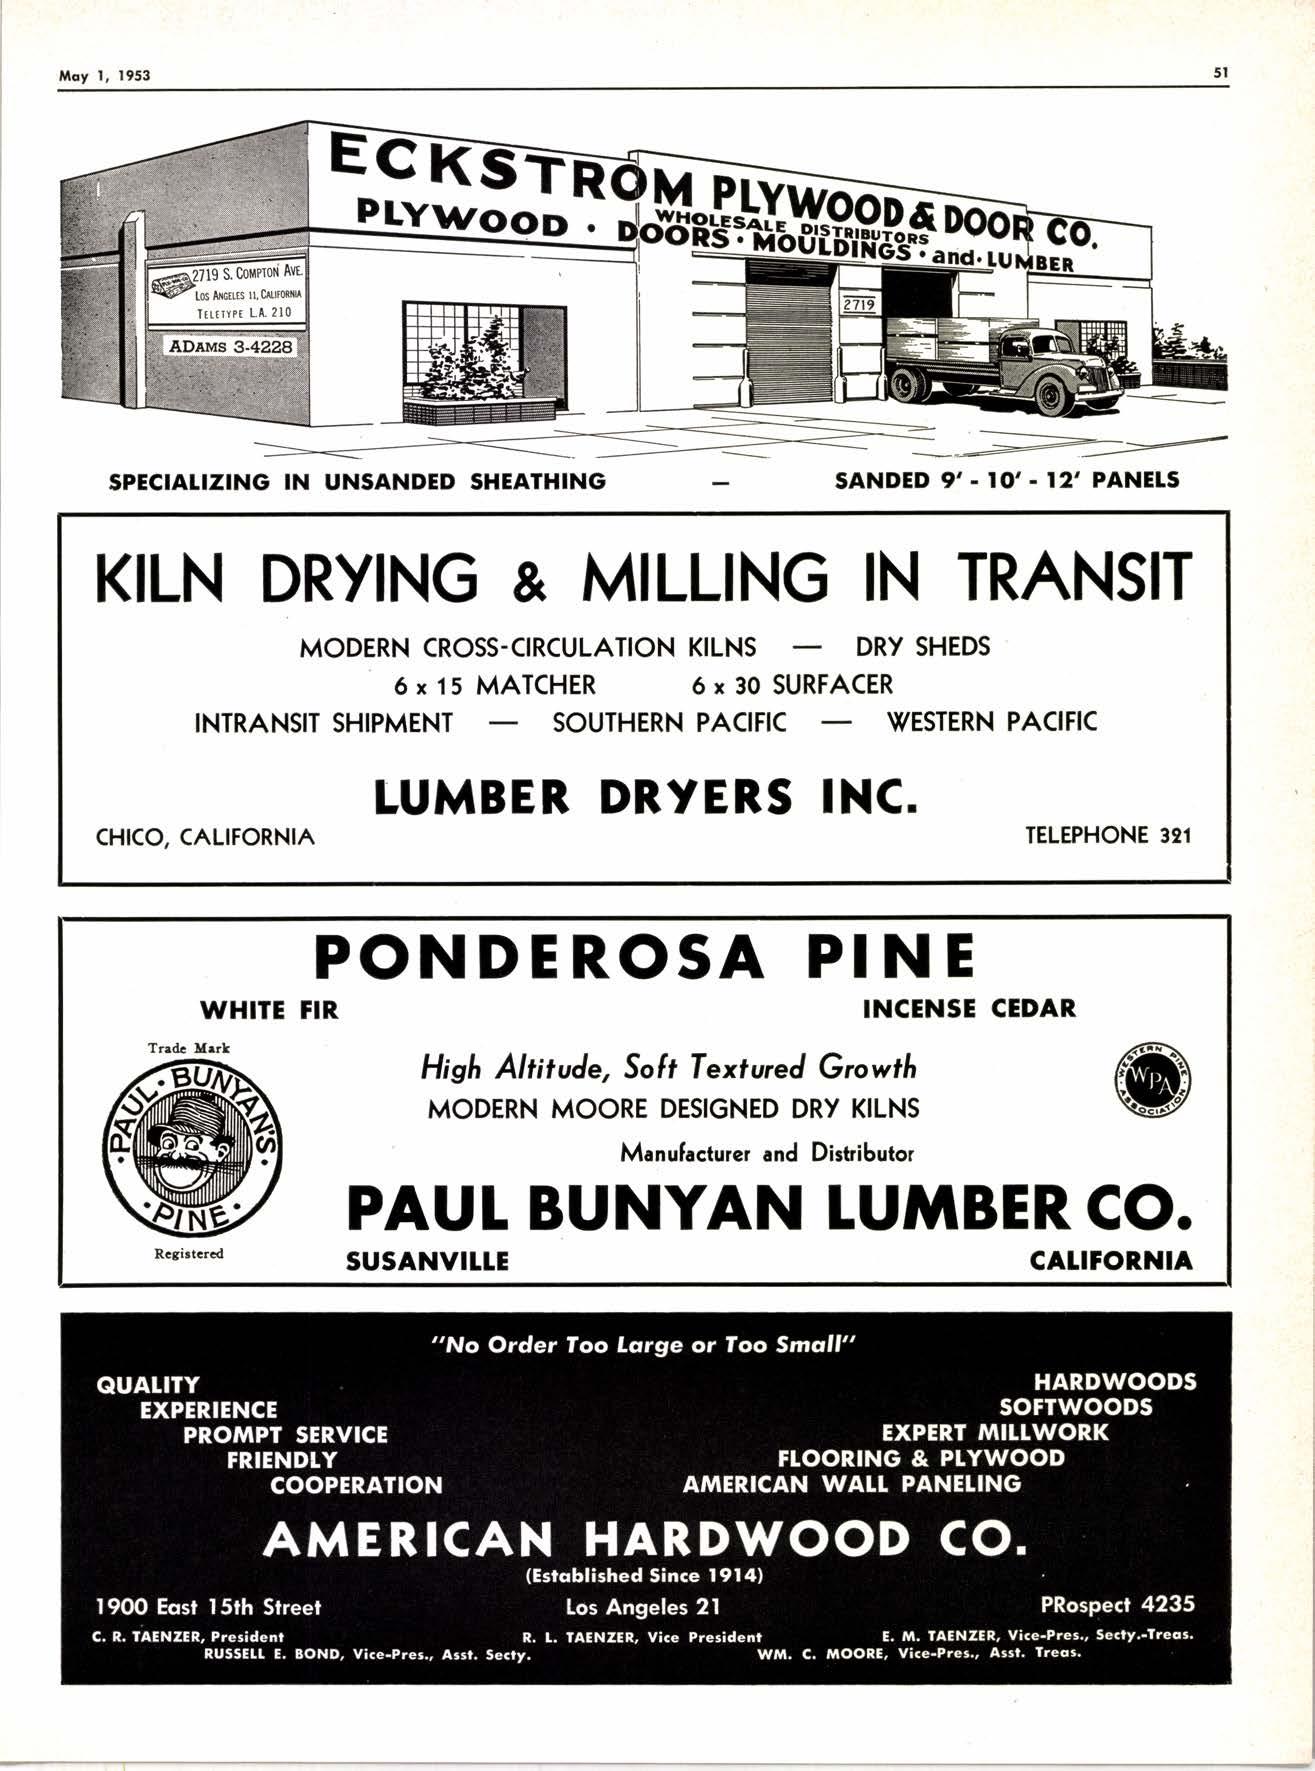 May 1, 1953
51
ECKSTROM PLYWOOD & DOOR CO.
WHOLESALE DISTRIBUTORS
PLYWOOD • DOORS • MOULDINGS • and • LUMBER
2719 S. COMPTON AVE.
LOS ANGELES 11, CALIFORNIA
TELETYPE L.A. 210
ADAMS 3-4228
2719
SPECIALIZING IN UNSANDED SHEATHING — SANDED 9' - 10' - 12' PANELS
KILN DRYING & MILLING IN TRANSIT
MODERN CROSS-CIRCULATION KILNS — DRY SHEDS
6 x 15 MATCHER 6 x 30 SURFACER
INTRANSIT SHIPMENT — SOUTHERN PACIFIC — WESTERN PACIFIC
LUMBER DRYERS INC.
CHICO, CALIFORNIA TELEPHONE 321
PONDEROSA PINE
WHITE FIR INCENSE CEDAR
Trade Mark
PAUL • BUNYAN'S
• PINE •
Registered
High Altitude, Soft Textured Growth
MODERN MOORE DESIGNED DRY KILNS
WESTERN PINE
WPA
ASSOCIATION
Manufacturer and Distributor
PAUL BUNYAN LUMBER CO.
SUSANVILLE CALIFORNIA
"No Order Too Large or Too Small"
QUALITY HARDWOODS
EXPERIENCE SOFTWOODS
PROMPT SERVICE EXPERT MILLWORK
FRIENDLY FLOORING & PLYWOOD
COOPERATION AMERICAN WALL PANELING
AMERICAN HARDWOOD CO.
(Established Since 1914)
1900 East 15th Street Los Angeles 21 PRospect 4235
C. R. TAENZER, President R. L. TAENZER, Vice President E. M. TAENZER, Vice-Pres., Secty.-Treas.
RUSSELL E. BOND, Vice-Pres., Asst. Secty. WM. C. MOORE, Vice-Pres., Asst. Treas.